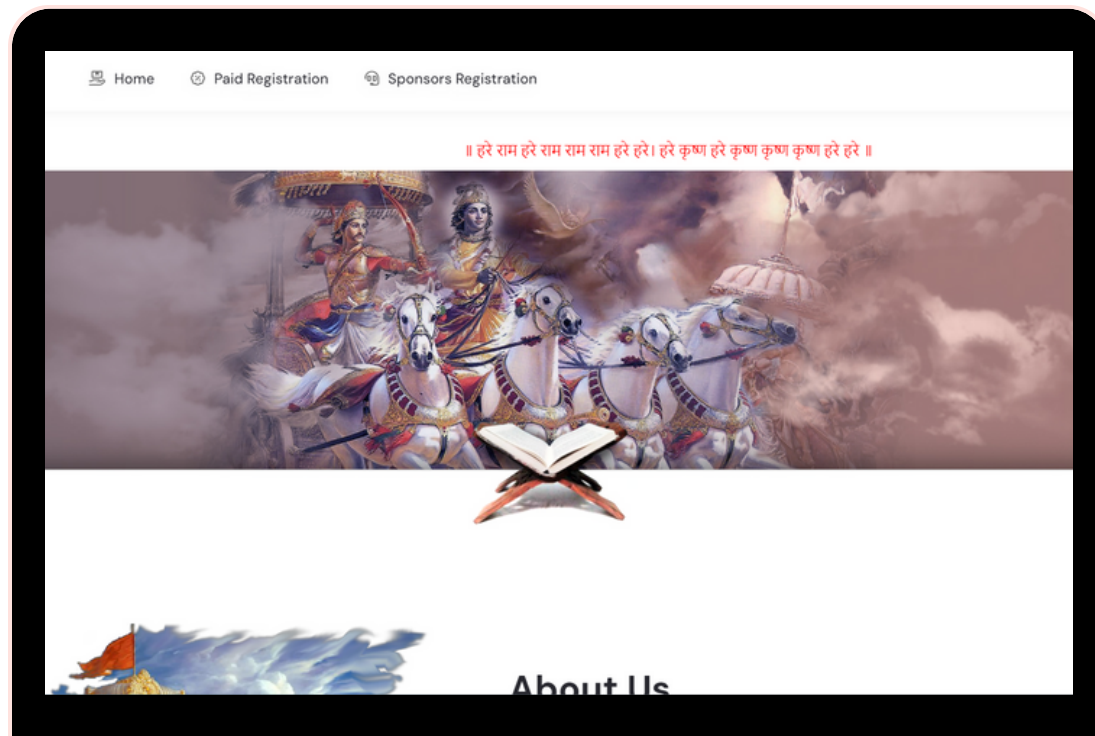 Home Paid Registration Sponsors Registration
॥ हरे राम हरे राम राम राम हरे हरे। हरे कृष्ण हरे कृष्ण कृष्ण कृष्ण हरे हरे ॥
About Us